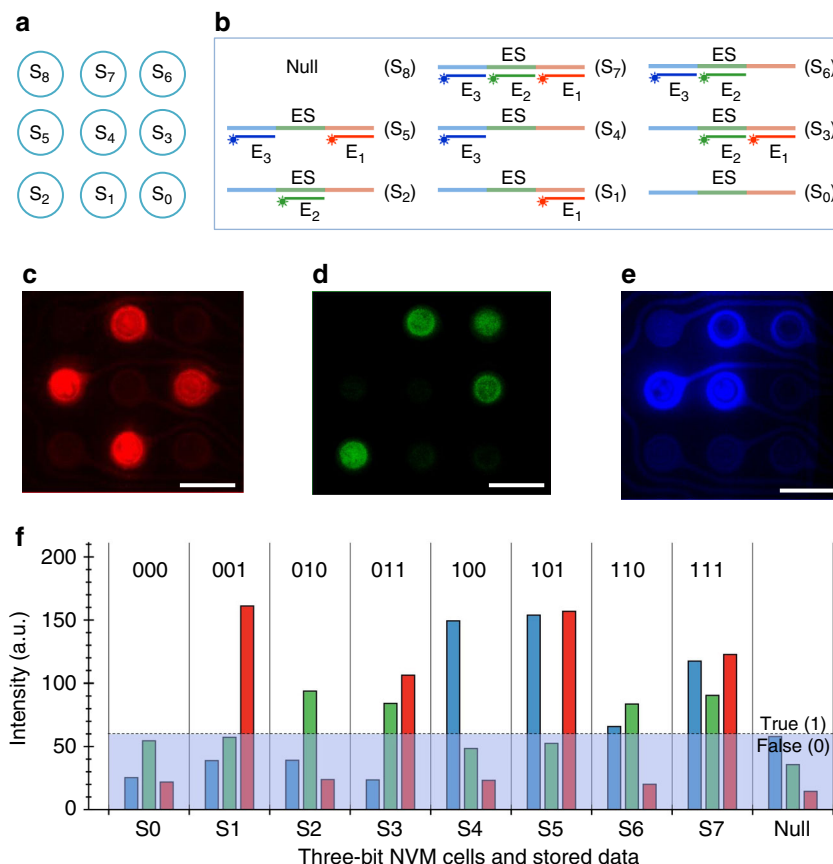 a
S8 S7 S6
S5 S4 S3
S2 S1 S0
b
Null (S8) ES E3 E2 E1 (S7) ES E3 E2 (S6)
ES E3 E1 (S5) ES E3 (S4) ES E2 E1 (S3)
ES E2 (S2) ES E1 (S1) ES (S0)
c d e
f
200
150
100
50
0
Intensity (a.u.)
000 001 010 011 100 101 110 111
True (1)
False (0)
S0 S1 S2 S3 S4 S5 S6 S7 Null
Three-bit NVM cells and stored data